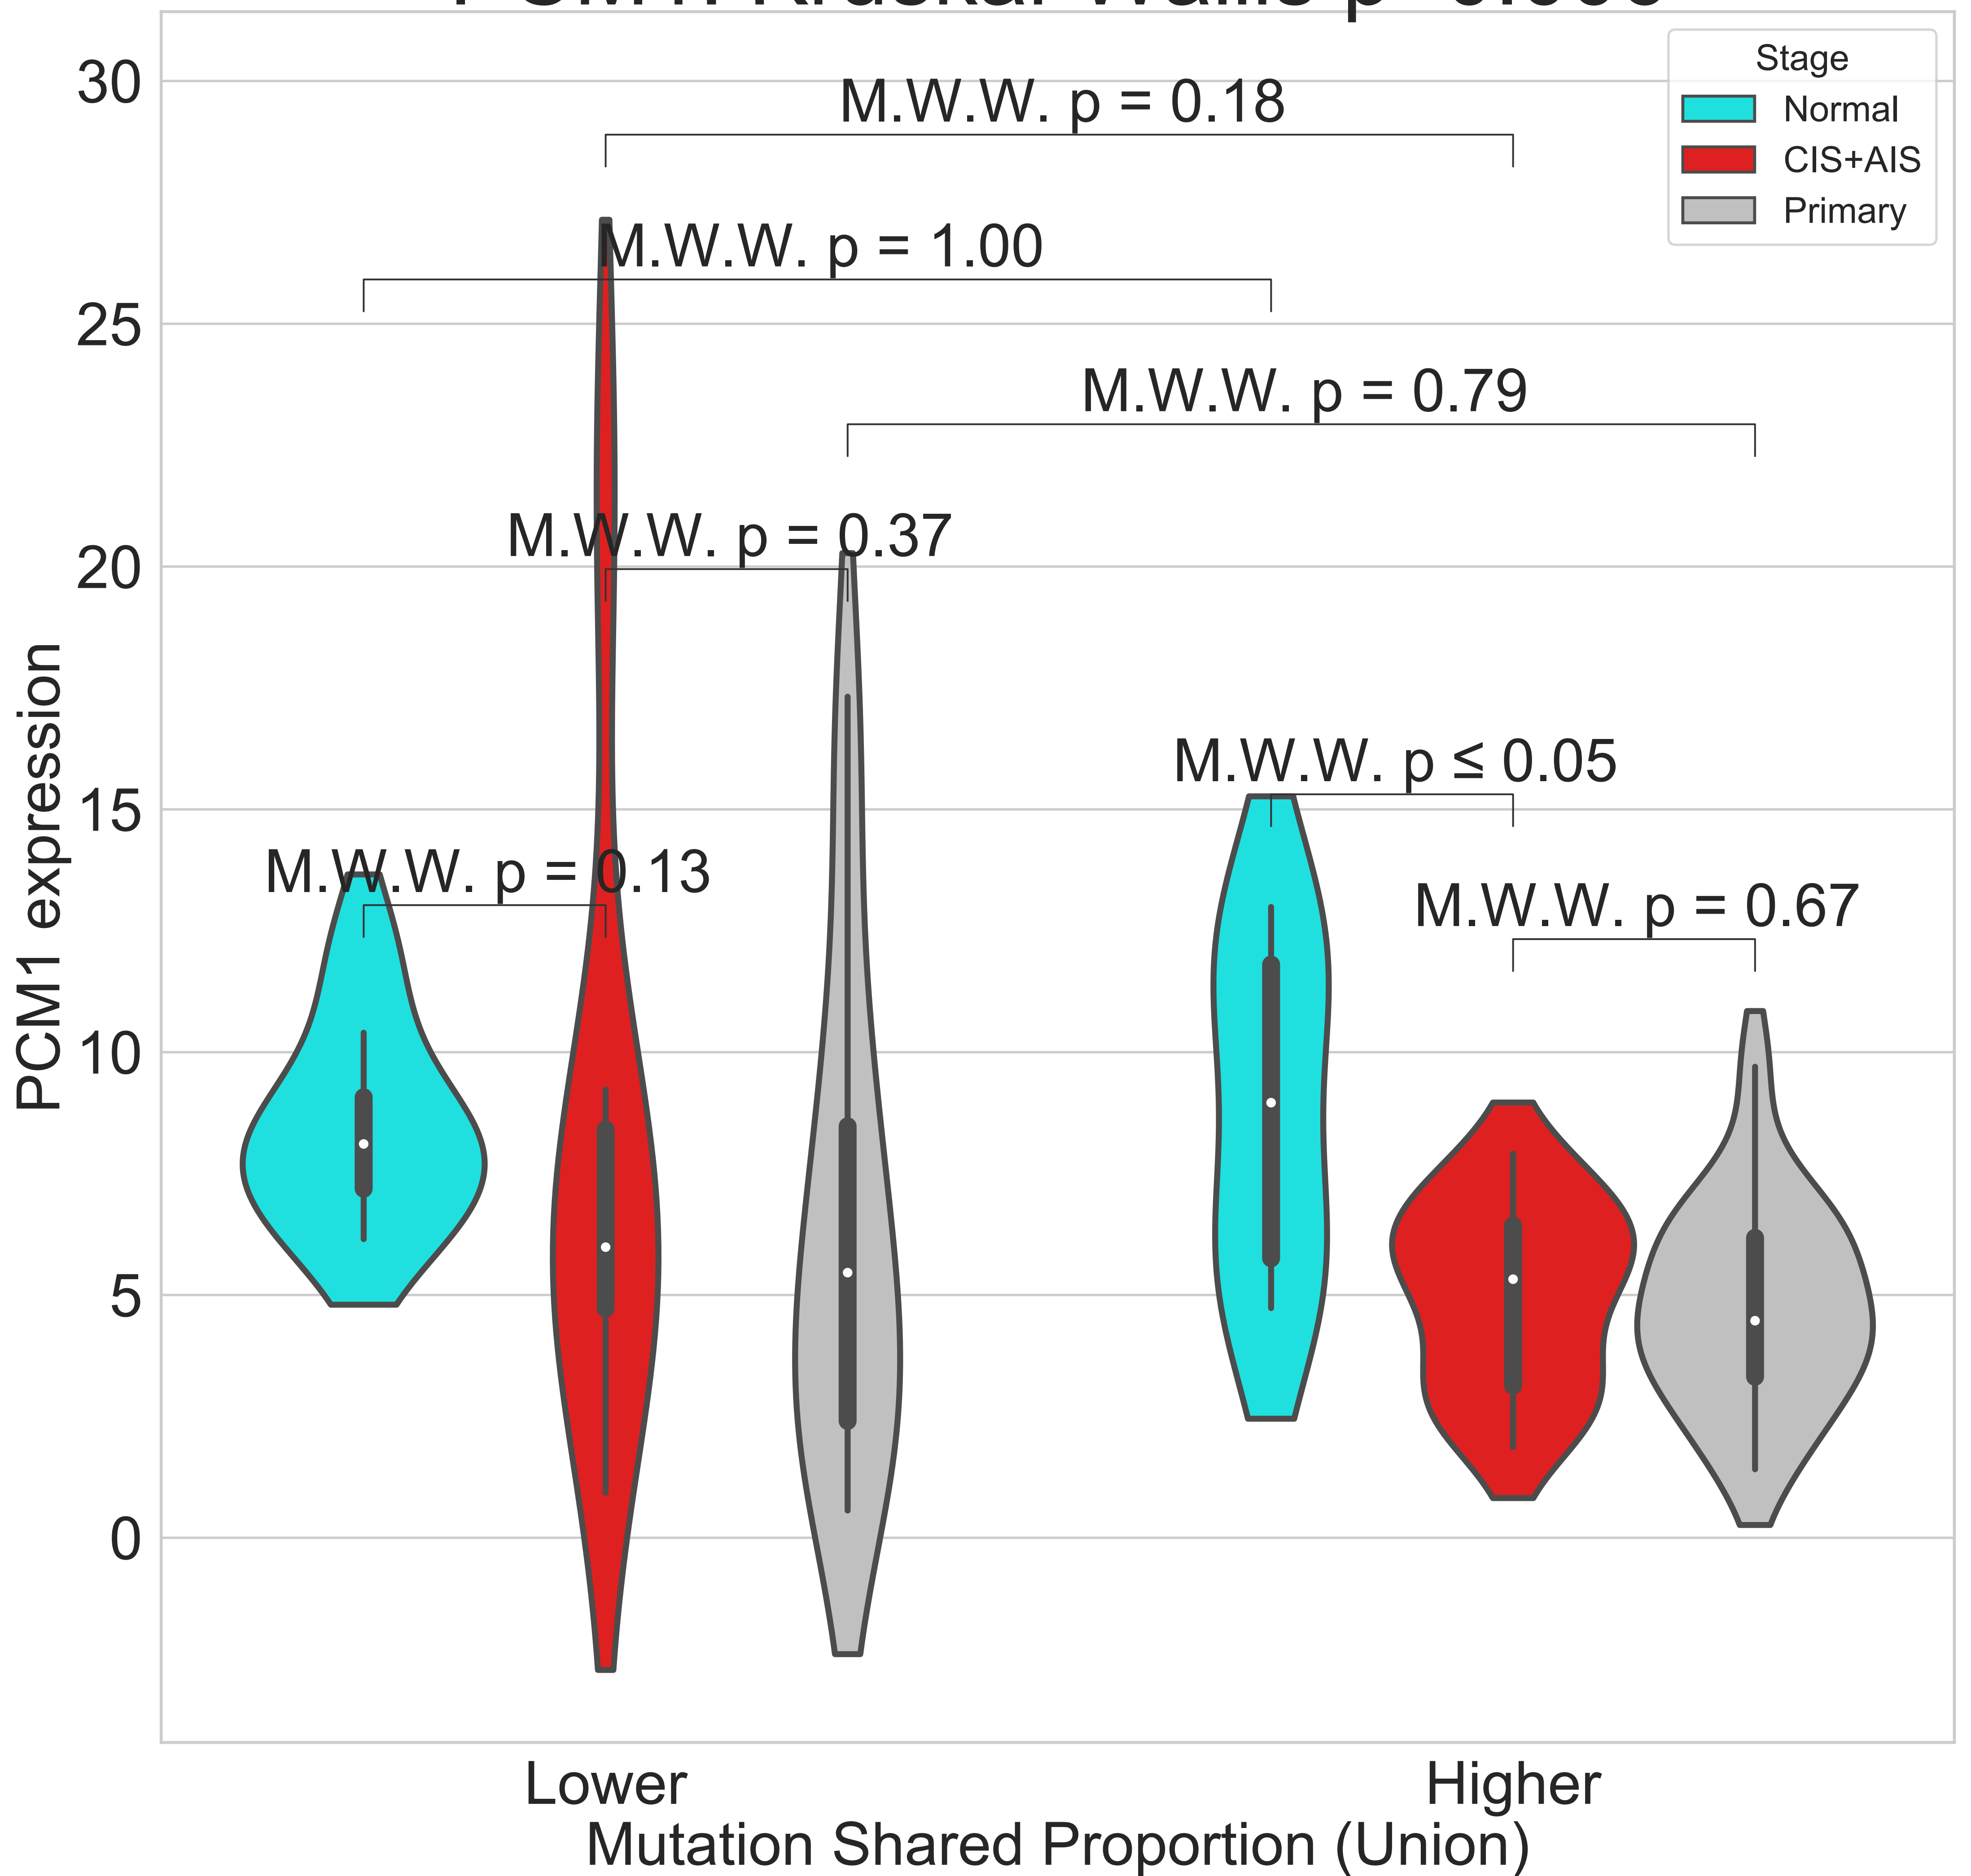 30
25
20
15
10
5
0
PCM1 expression
M.W.W. p = 0.18
M.W.W. p = 1.00
M.W.W. p = 0.79
M.W.W. p = 0.37
M.W.W. p ≤ 0.05
M.W.W. p = 0.13
M.W.W. p = 0.67
Stage
Normal
CIS+AIS
Primary
Lower
Higher
Mutation Shared Proportion (Union)